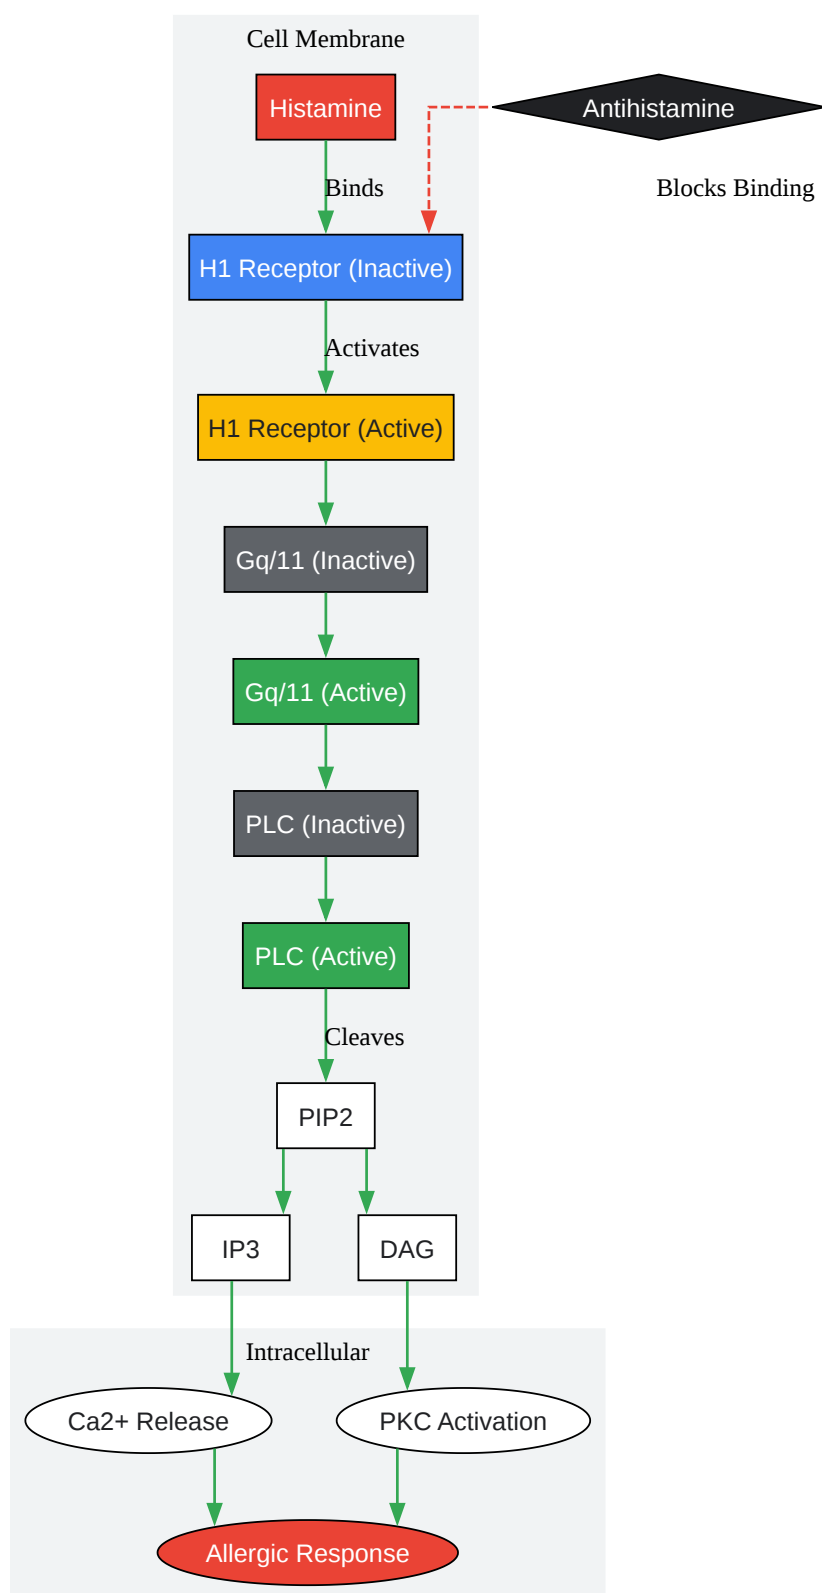 Cell Membrane
Histamine
Antihistamine
Binds
Blocks Binding
H1 Receptor (Inactive)
Activates
H1 Receptor (Active)
Gq/11 (Inactive)
Gq/11 (Active)
PLC (Inactive)
PLC (Active)
Cleaves
PIP2
IP3
DAG
Intracellular
Ca2+ Release
PKC Activation
Allergic Response